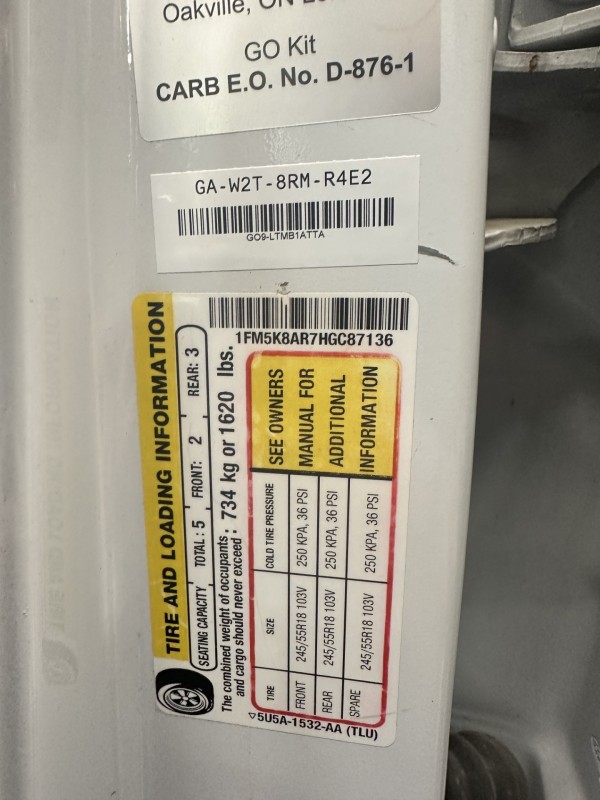 Oakville, ON
GO Kit
CARB E.O. No. D-876-1
GA-W2T-8RM-R4E2
GO9-LTMB1ATTA
1FM5K8AR7HGC87136
TIRE AND LOADING INFORMATION
SEATING CAPACITY TOTAL: 5 FRONT: 2 REAR: 3
The combined weight of occupants and cargo should never exceed: 734 kg or 1620 lbs.
TIRE SIZE COLD TIRE PRESSURE
FRONT 245/55R18 103V 250 KPA, 36 PSI
REAR 245/55R18 103V 250 KPA, 36 PSI
SPARE 245/55R18 103V 250 KPA, 36 PSI
SEE OWNERS
MANUAL FOR
ADDITIONAL
INFORMATION
▽5U5A-1532-AA (TLU)